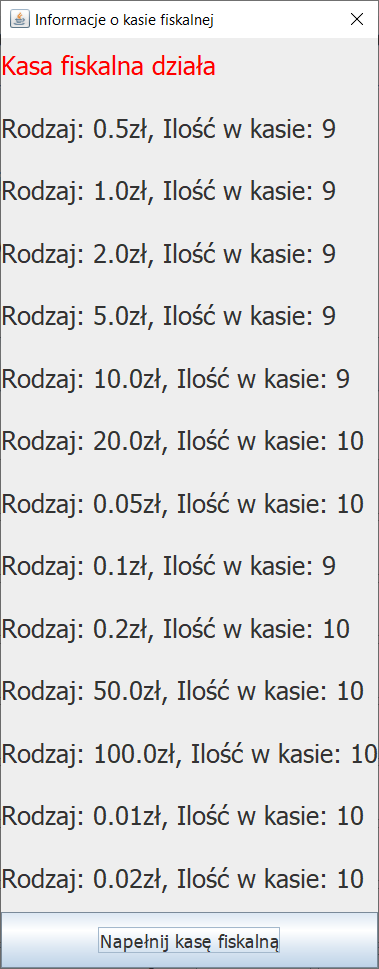 Informacje o kasie fiskalnej
Kasa fiskalna działa
Rodzaj: 0.5zł, Ilość w kasie: 9
Rodzaj: 1.0zł, Ilość w kasie: 9
Rodzaj: 2.0zł, Ilość w kasie: 9
Rodzaj: 5.0zł, Ilość w kasie: 9
Rodzaj: 10.0zł, Ilość w kasie: 9
Rodzaj: 20.0zł, Ilość w kasie: 10
Rodzaj: 0.05zł, Ilość w kasie: 10
Rodzaj: 0.1zł, Ilość w kasie: 9
Rodzaj: 0.2zł, Ilość w kasie: 10
Rodzaj: 50.0zł, Ilość w kasie: 10
Rodzaj: 100.0zł, Ilość w kasie: 10
Rodzaj: 0.01zł, Ilość w kasie: 10
Rodzaj: 0.02zł, Ilość w kasie: 10
Napełnij kasę fiskalną